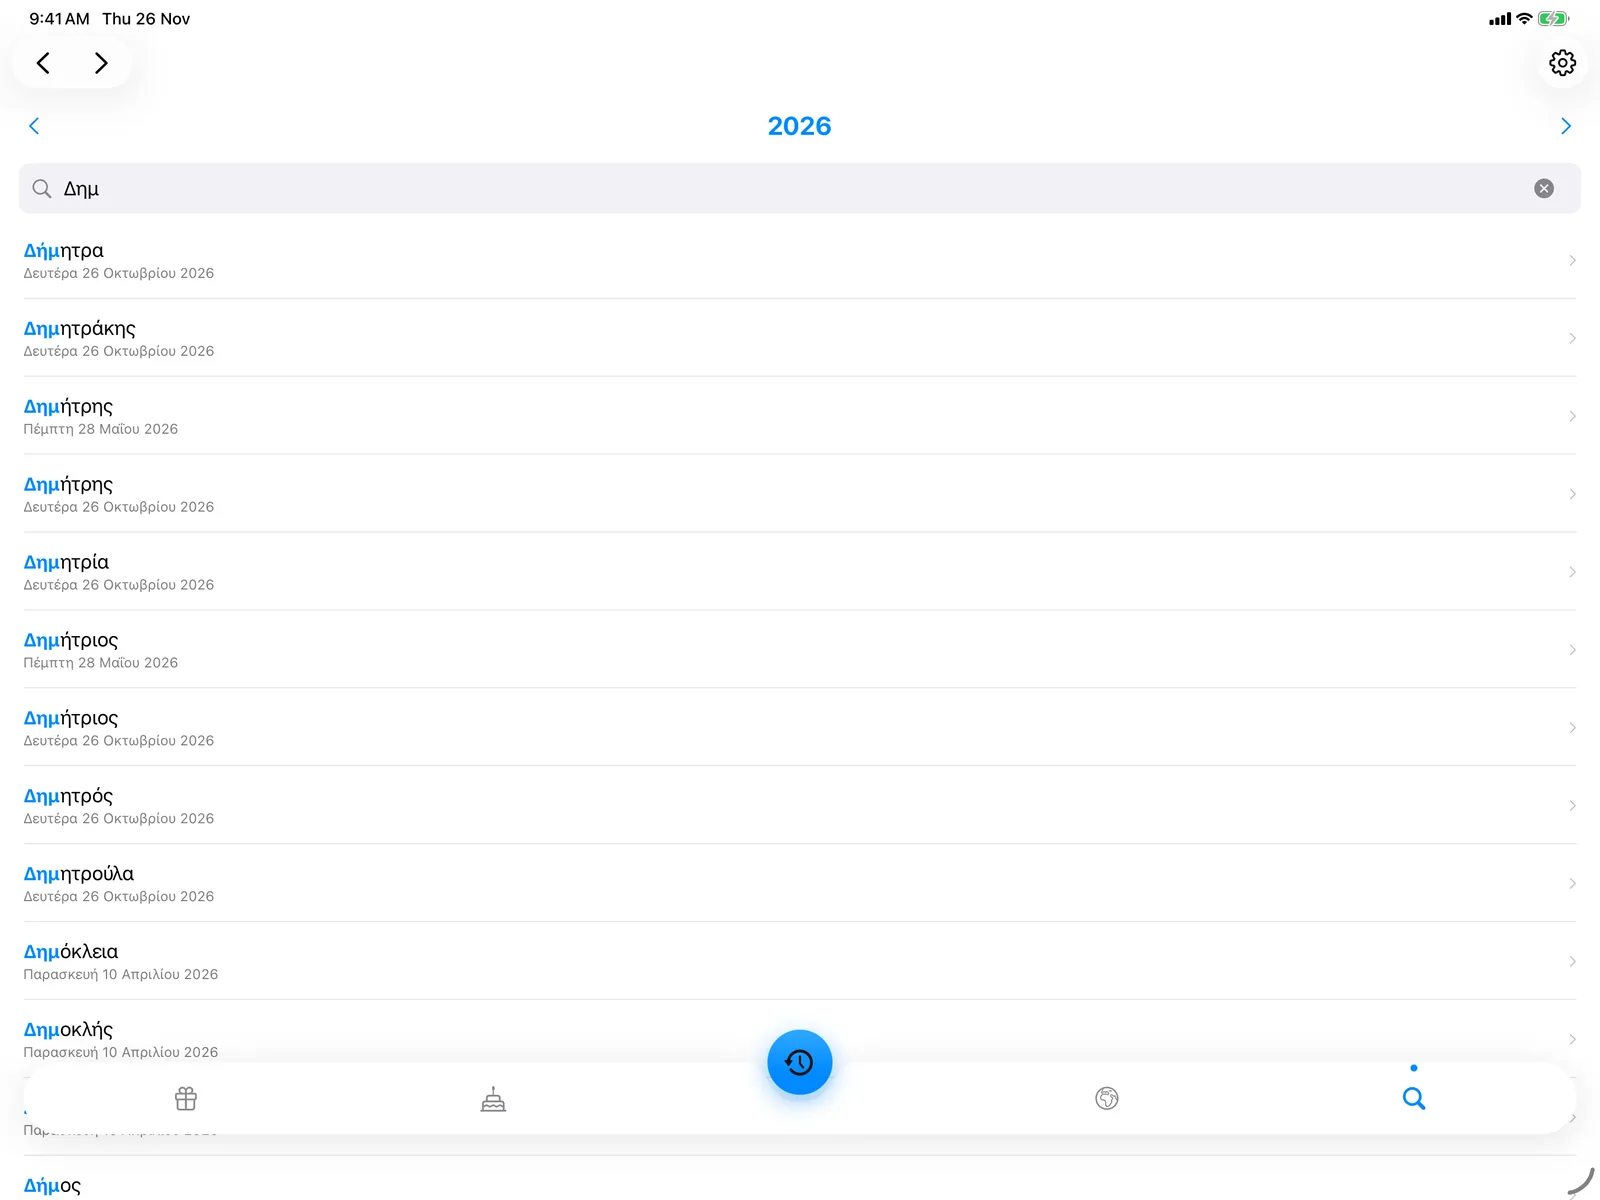 9:41 AM Thu 26 Nov
2026
Δημ
Δήμητρα
Δευτέρα 26 Οκτωβρίου 2026
Δημητράκης
Δευτέρα 26 Οκτωβρίου 2026
Δημήτρης
Πέμπτη 28 Μαΐου 2026
Δημήτρης
Δευτέρα 26 Οκτωβρίου 2026
Δημητρία
Δευτέρα 26 Οκτωβρίου 2026
Δημήτριος
Πέμπτη 28 Μαΐου 2026
Δημήτριος
Δευτέρα 26 Οκτωβρίου 2026
Δημητρός
Δευτέρα 26 Οκτωβρίου 2026
Δημητρούλα
Δευτέρα 26 Οκτωβρίου 2026
Δημόκλεια
Παρασκευή 10 Απριλίου 2026
Δημοκλής
Παρασκευή 10 Απριλίου 2026
Δήμος